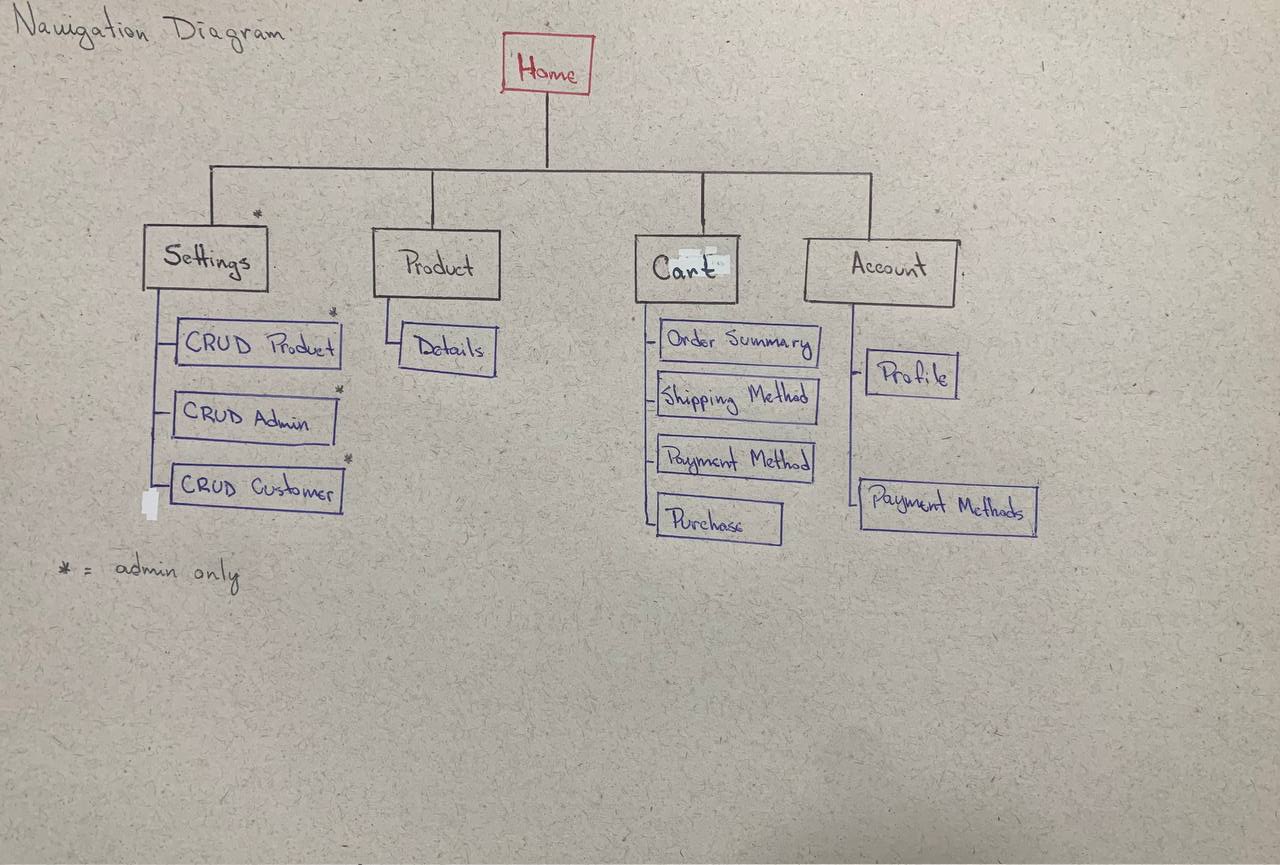 Navigation Diagram
Home
*
Settings
Product
Cart
Account
*
CRUD Product
*
CRUD Admin
*
CRUD Customer
Details
Order Summary
Shipping Method
Payment Method
Purchase
Profile
Payment Methods
* = admin only